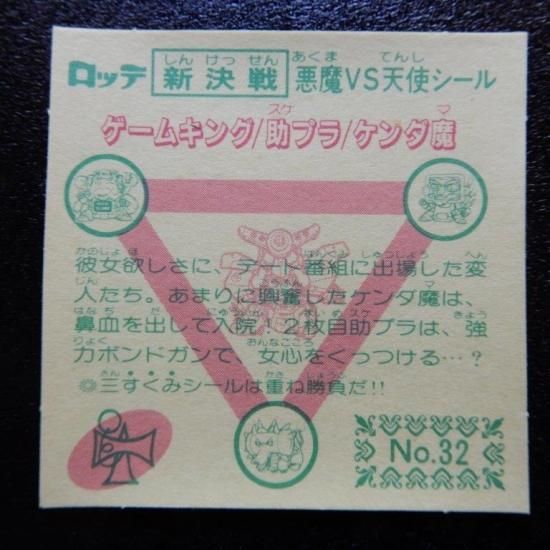 ロッテ 新決戦 悪魔VS天使シール
しんけっせん あくま てんし
ゲームキング/助プラ/ケンダ魔
スケ マ
彼女欲しさに、デート番組に出場した変
人たち。あまりに興奮したケンダ魔は、
鼻血を出して入院！2枚目助プラは、強
力ボンドガンで、女心をくっつける…？
◎三すくみシールは重ね勝負だ!!
No.32